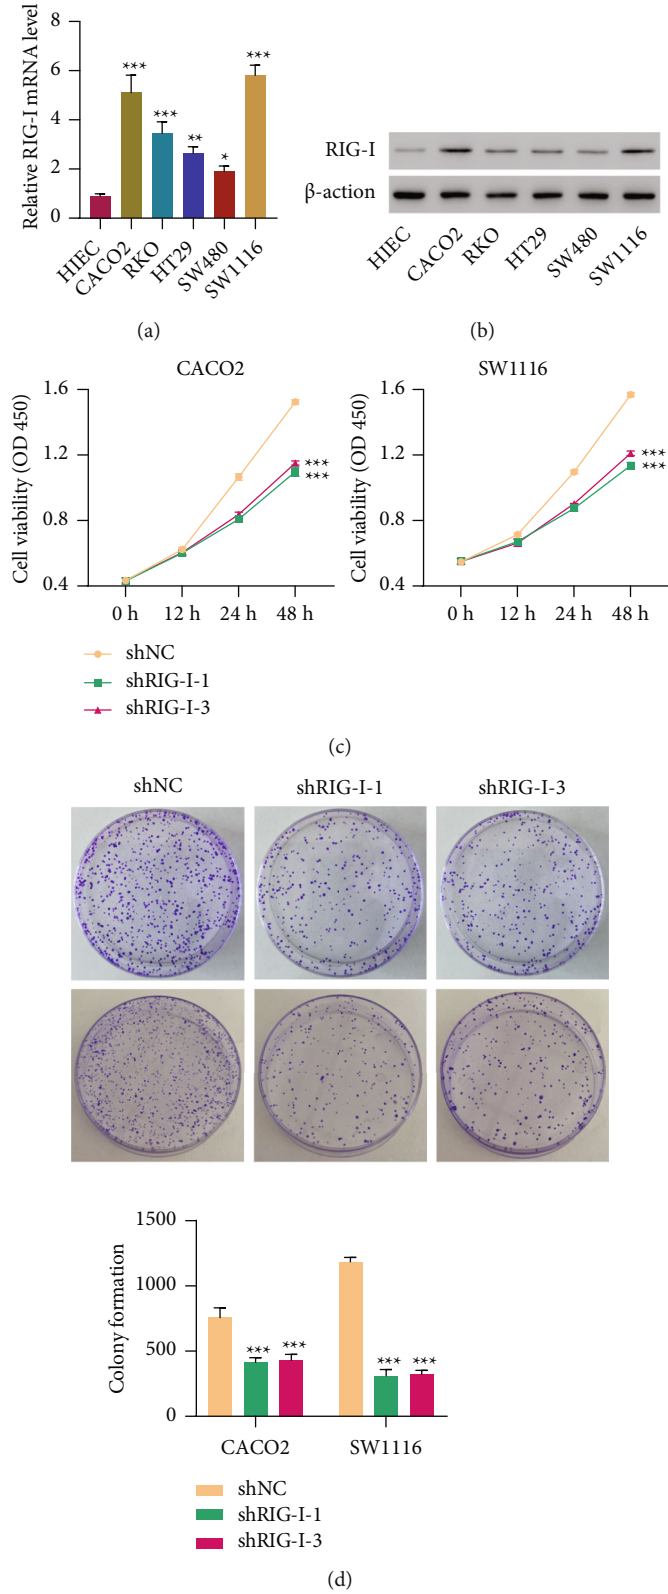 Relative RIG-I mRNA level
8
6
4
2
0
***
***
**
*
***
HIEC
CACO2
RKO
HT29
SW480
SW1116
(a)
RIG-I
β-action
HIEC
CACO2
RKO
HT29
SW480
SW1116
(b)
CACO2
Cell viability (OD 450)
1.6
1.2
0.8
0.4
***
***
0 h 12 h 24 h 48 h
SW1116
Cell viability (OD 450)
1.6
1.2
0.8
0.4
***
***
0 h 12 h 24 h 48 h
shNC
shRIG-I-1
shRIG-I-3
(c)
shNC shRIG-I-1 shRIG-I-3
Colony formation
1500
1000
500
0
*** ***
*** ***
CACO2 SW1116
shNC
shRIG-I-1
shRIG-I-3
(d)